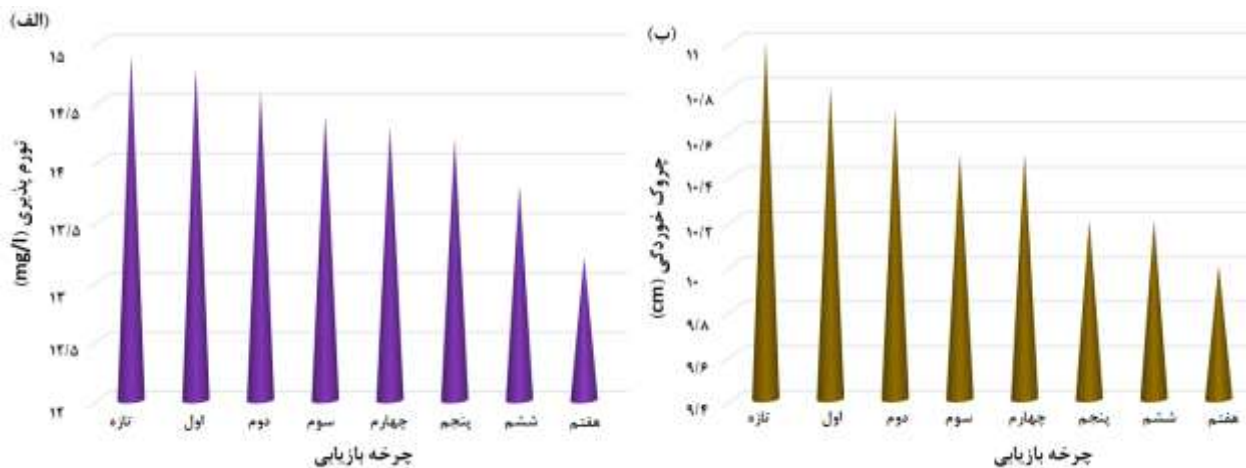 (الف)
تورم پذیری (mg/l)
۱۵
۱۴/۵
۱۴
۱۳/۵
۱۳
۱۲/۵
۱۲
تازه اول دوم سوم چهارم پنجم ششم هفتم
چرخه بازیابی
(ب)
چروک خوردگی (cm)
۱۱
۱۰/۸
۱۰/۶
۱۰/۴
۱۰/۲
۱۰
۹/۸
۹/۶
۹/۴
تازه اول دوم سوم چهارم پنجم ششم هفتم
چرخه بازیابی